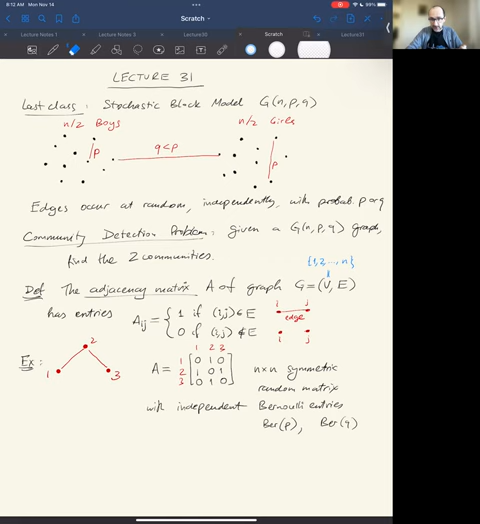 8:12 AM Mon Nov 14
99%
Scratch
Lecture Notes 1
Lecture Notes 3
Lecture30
Scratch
Lecture31
LECTURE 31
Last class: Stochastic Block Model G(n,p,q)
n/2 Boys n/2 Girls
p q<p p
Edges occur at random, independently, with probab. p or q
Community Detection Problem: given a G(n,p,q) graph,
find the 2 communities.
{1,2...,n}
Def The adjacency matrix A of graph G=(V,E)
has entries A_ij = { 1 if (i,j)∈E
0 if (i,j)∉E
i j
edge
i j
Ex: 1 2 3
A = 1 [0 1 0]
2 [1 0 1]
3 [0 1 0]
1 2 3
n×n symmetric
random matrix
with independent Bernoulli entries
Ber(p), Ber(q)